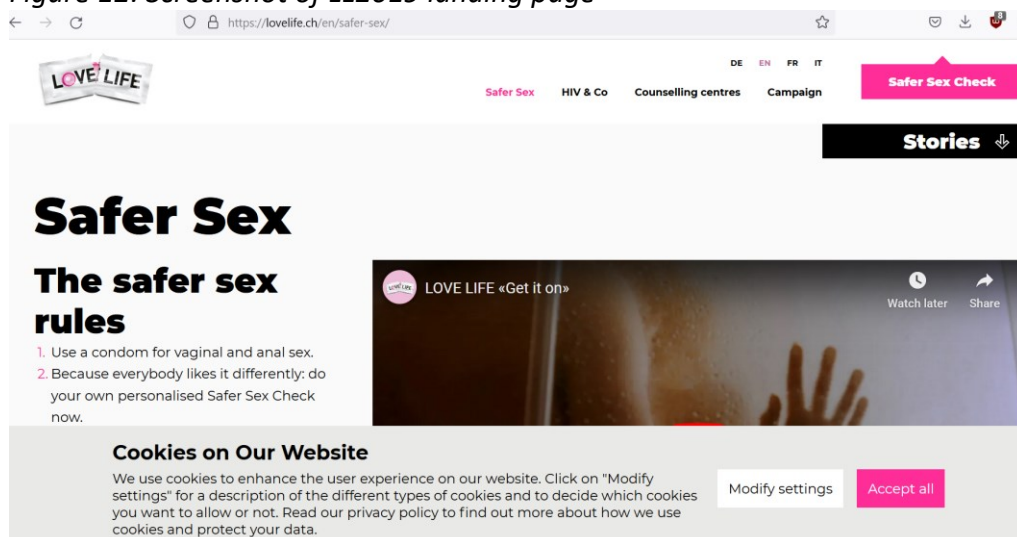 https://lovelife.ch/en/safer-sex/
8
LOVE LIFE
DE EN FR IT
Safer Sex HIV & Co Counselling centres Campaign
Safer Sex Check
Stories
Safer Sex
The safer sex
rules
1. Use a condom for vaginal and anal sex.
2. Because everybody likes it differently: do
your own personalised Safer Sex Check
now.
LOVE LIFE
LOVE LIFE «Get it on»
Watch later Share
Cookies on Our Website
We use cookies to enhance the user experience on our website. Click on "Modify
settings" for a description of the different types of cookies and to decide which cookies
you want to allow or not. Read our privacy policy to find out more about how we use
cookies and protect your data.
Modify settings
Accept all